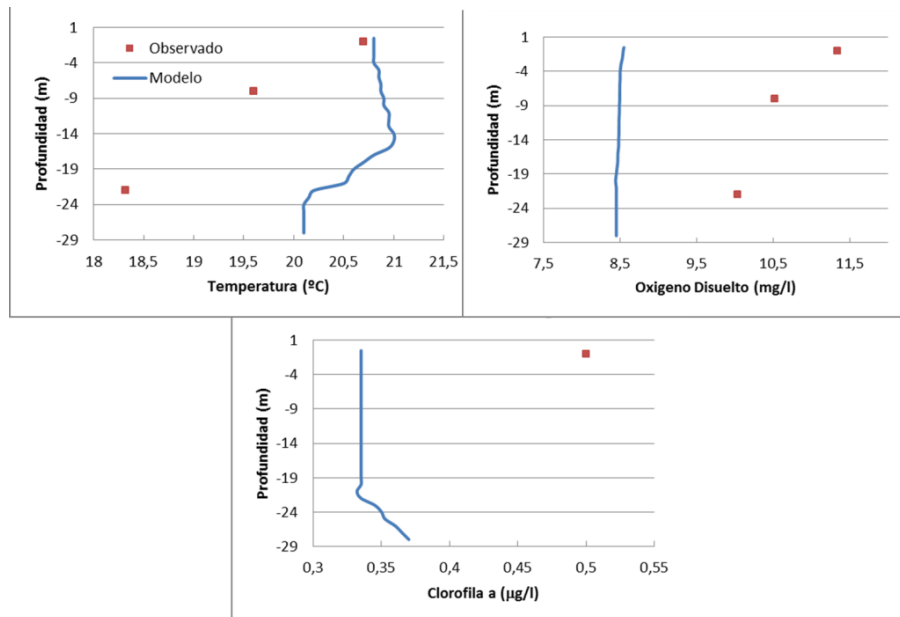 1
-4
-9
-14
-19
-24
-29
Profundidad (m)
Observado
Modelo
18 18,5 19 19,5 20 20,5 21 21,5
Temperatura (ºC)
1
-4
-9
-14
-19
-24
-29
Profundidad (m)
7,5 8,5 9,5 10,5 11,5
Oxigeno Disuelto (mg/l)
1
-4
-9
-14
-19
-24
-29
Profundidad (m)
0,3 0,35 0,4 0,45 0,5 0,55
Clorofila a (µg/l)